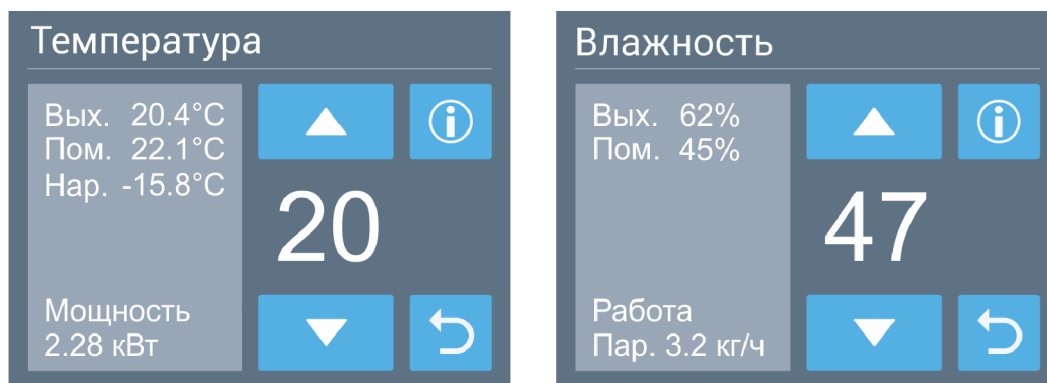 Температура
Вых. 20.4°C
Пом. 22.1°C
Нар. -15.8°C
20
Мощность
2.28 кВт
Влажность
Вых. 62%
Пом. 45%
47
Работа
Пар. 3.2 кг/ч